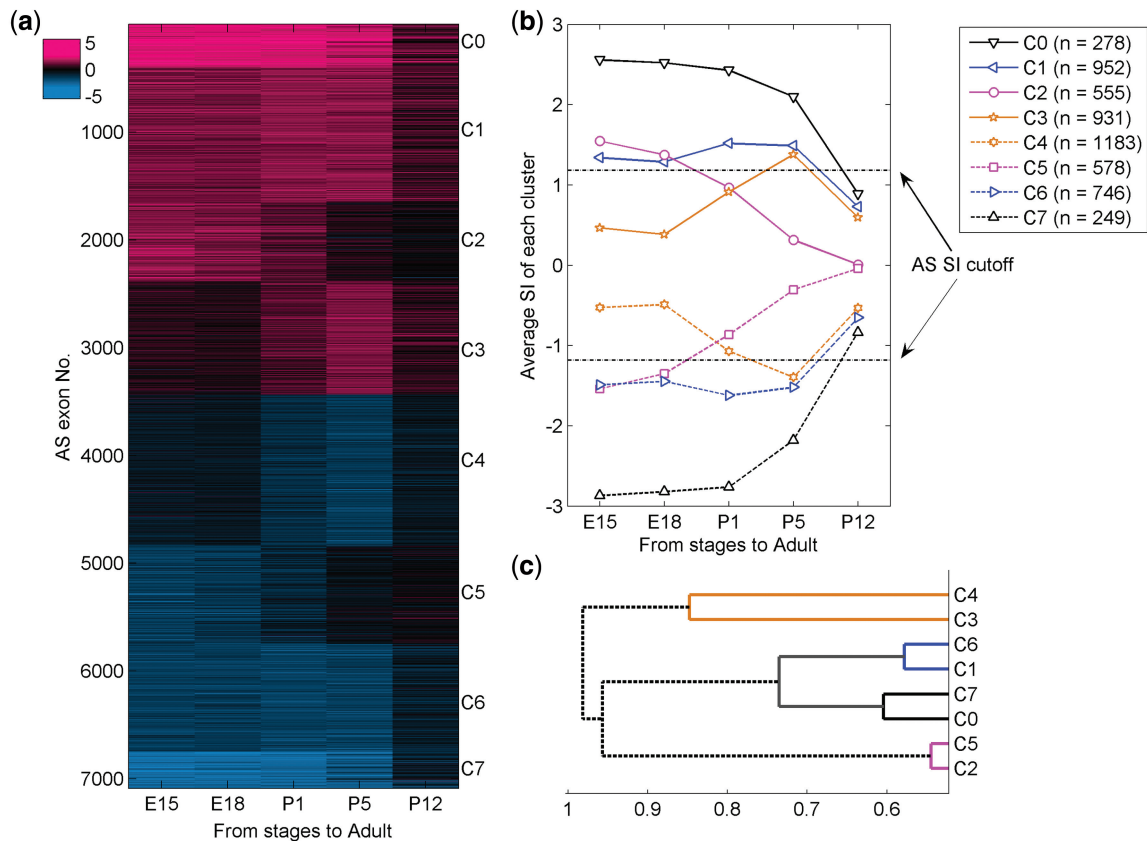 (a)
5
0
-5
AS exon No.
1000
2000
3000
4000
5000
6000
7000
C0
C1
C2
C3
C4
C5
C6
C7
E15 E18 P1 P5 P12
From stages to Adult
(b)
Average SI of each cluster
3
2
1
0
-1
-2
-3
E15 E18 P1 P5 P12
From stages to Adult
AS SI cutoff
C0 (n = 278)
C1 (n = 952)
C2 (n = 555)
C3 (n = 931)
C4 (n = 1183)
C5 (n = 578)
C6 (n = 746)
C7 (n = 249)
(c)
C4
C3
C6
C1
C7
C0
C5
C2
1 0.9 0.8 0.7 0.6